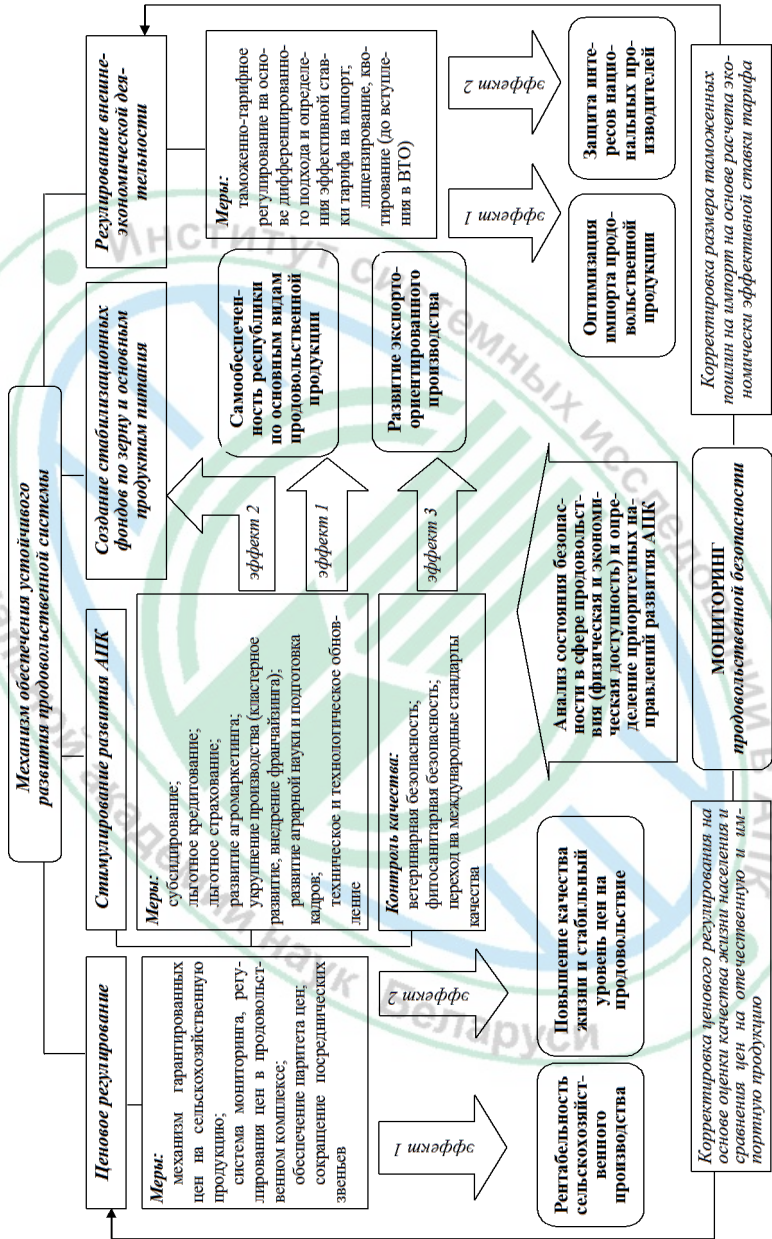 Механизм обеспечения устойчивого
развития продовольственной системы
Ценовое регулирование
Стимулирование развития АПК
Создание стабилизационных
фондов по зерну и основным
продуктам питания
Регулирование внешне-
экономической дея-
тельности
Меры:
механизм гарантированных
цен на сельскохозяйственную
продукцию;
система мониторинга, регу-
лирования цен в продовольст-
венном комплексе;
обеспечение паритета цен;
сокращение посреднических
звеньев
Меры:
субсидирование;
льготное кредитование;
льготное страхование;
развитие агромаркетинга;
укрупнение производства (кластерное
развитие, внедрение франчайзинга);
развитие аграрной науки и подготовка
кадров;
техническое и технологическое обнов-
ление
Контроль качества:
ветеринарная безопасность;
фитосанитарная безопасность;
переход на международные стандарты
качества
эффект 2
эффект 1
эффект 3
Самообеспечен-
ность республики
по основным видам
продовольственной
продукции
Развитие экспорто-
ориентированного
производства
Меры:
таможенно-тарифное
регулирование на осно-
ве дифференцированно-
го подхода и определе-
ния эффективной став-
ки тарифа на импорт;
лицензирование, кво-
тирование (до вступле-
ния в ВТО)
эффект 1
эффект 2
эффект 1
эффект 2
Рентабельность
сельскохозяйст-
венного
производства
Повышение качества
жизни и стабильный
уровень цен на
продовольствие
Анализ состояния безопас-
ности в сфере продовольст-
вия (физическая и экономи-
ческая доступность) и опре-
деление приоритетных на-
правлений развития АПК
Оптимизация
импорта продо-
вольственной
продукции
Защита инте-
ресов нацио-
нальных про-
изводителей
Корректировка ценового регулирования на
основе оценки качества жизни населения и
сравнения цен на отечественную и им-
портную продукцию
МОНИТОРИНГ
продовольственной безопасности
Корректировка размера таможенных
пошлин на импорт на основе расчета эко-
номически эффективной ставки тарифа
Институт системных исследований в АПК
академии наук Беларуси